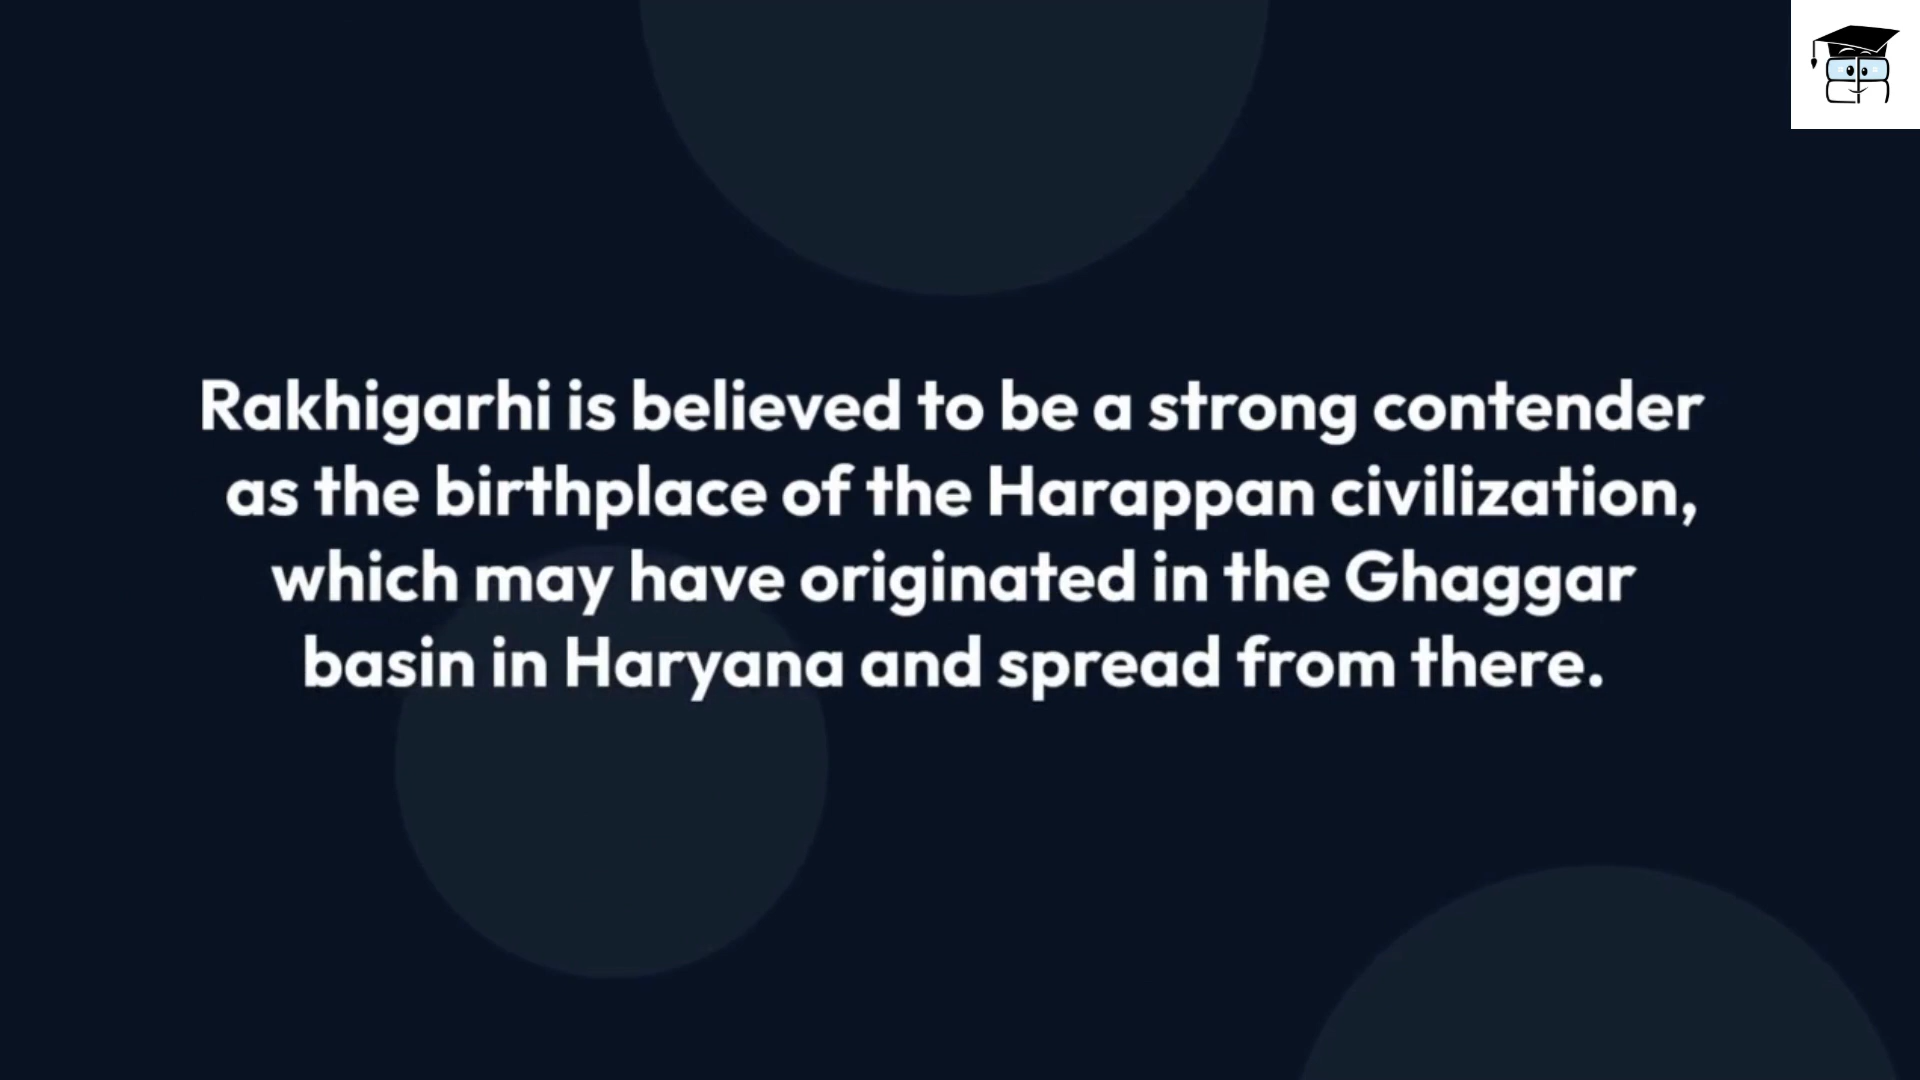 Rakhigarhi is believed to be a strong contender
as the birthplace of the Harappan civilization,
which may have originated in the Ghaggar
basin in Haryana and spread from there.